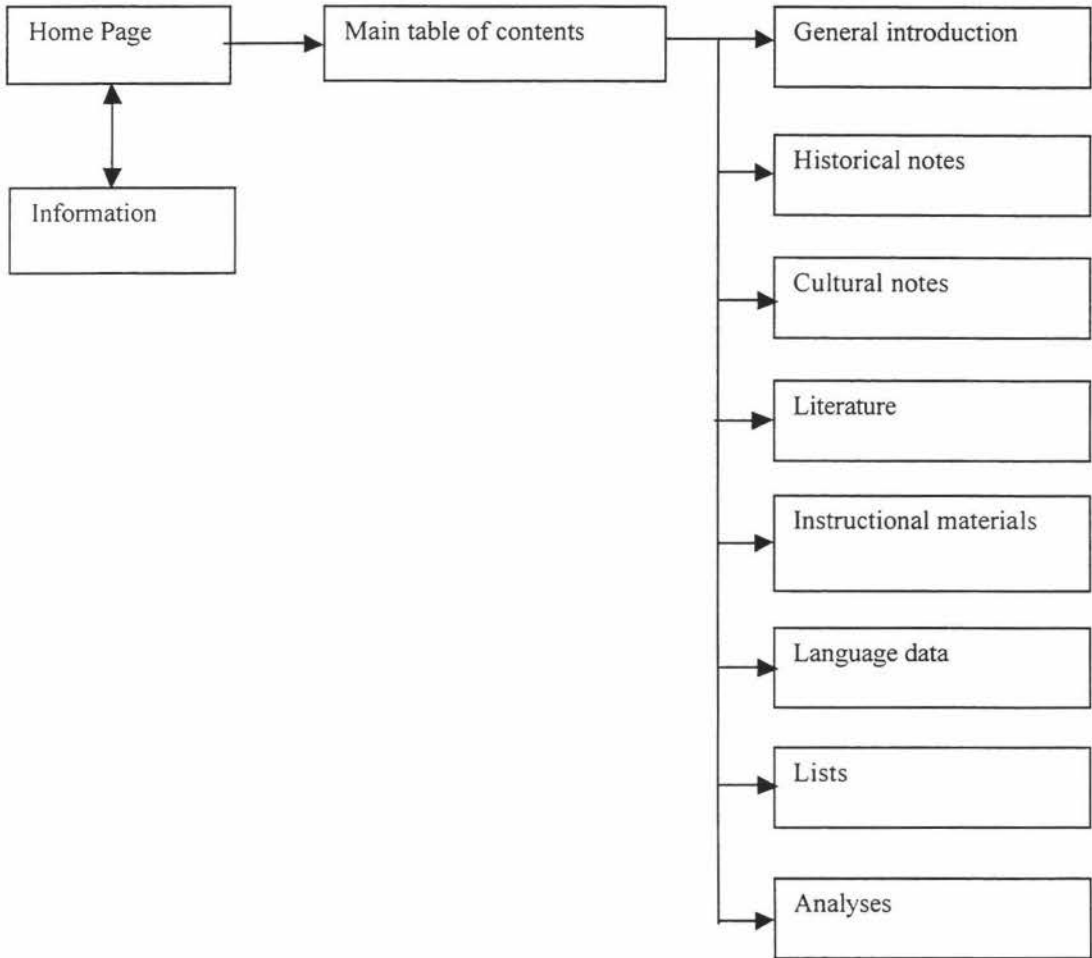 Home Page
Main table of contents
General introduction
Information
Historical notes
Cultural notes
Literature
Instructional materials
Language data
Lists
Analyses